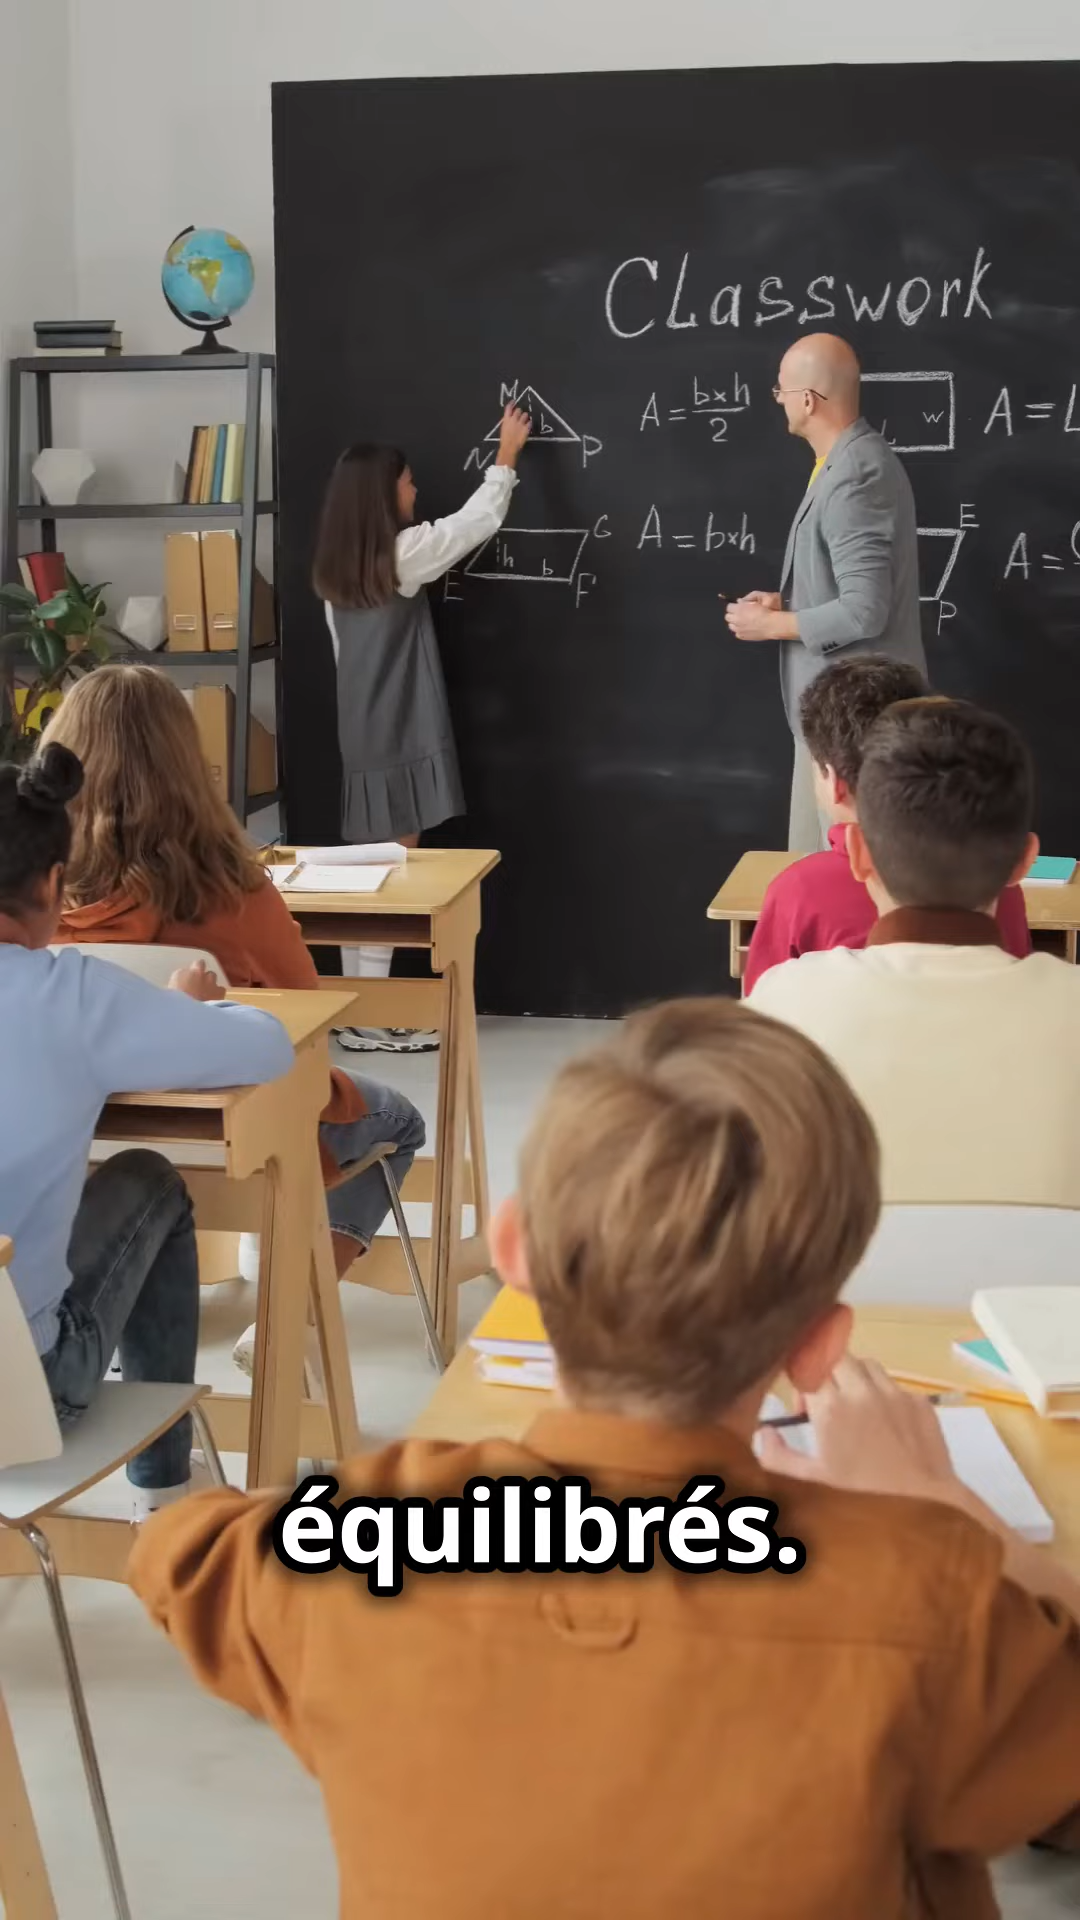 Classwork
M
b
N P
A = b×h/2
L w
A = L
G
h b
E F
A = b×h
E
P
A =
équilibrés.